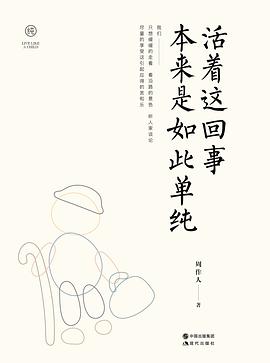 纯
LIVE LIKE
A CHILD
活着这回事
本来是如此单纯
我们——
只想缓缓的走着 看沿路的景色 听人家谈论
尽量的享受这引起应得的苦和乐
周作人——著
中国出版集团
现代出版社